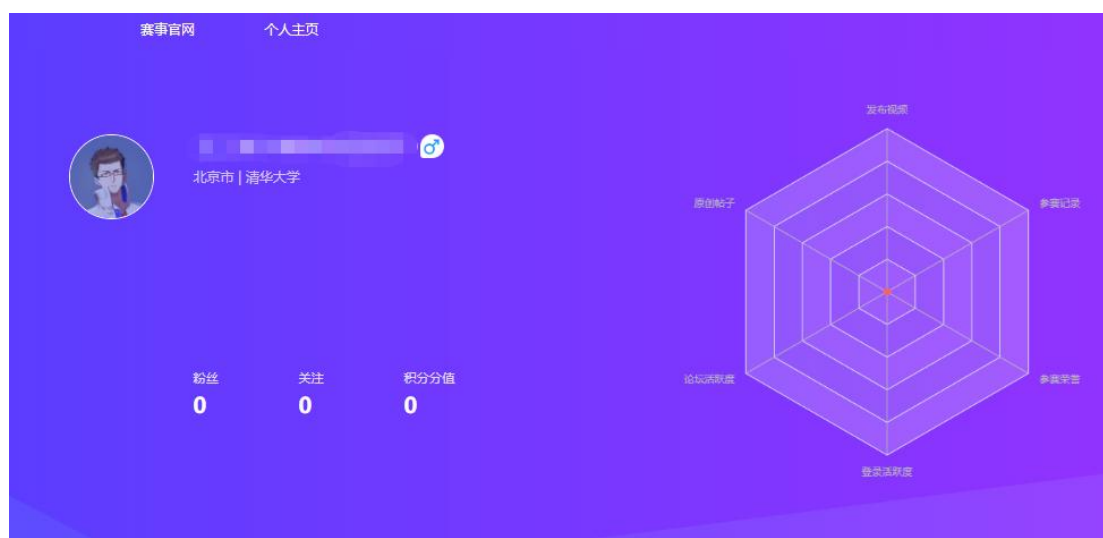 赛事官网 个人主页
北京市 | 清华大学
粉丝 关注 积分分值
0 0 0
发布视频
原创帖子 参赛记录
论坛活跃度 参赛荣誉
登录活跃度